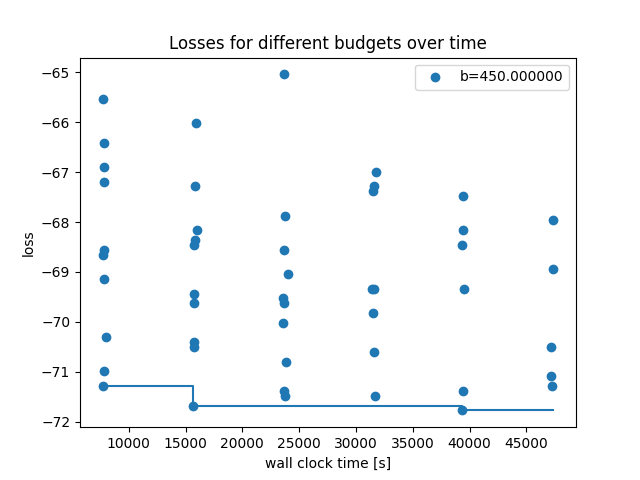 Losses for different budgets over time
b=450.000000
loss
−65
−66
−67
−68
−69
−70
−71
−72
10000 15000 20000 25000 30000 35000 40000 45000
wall clock time [s]